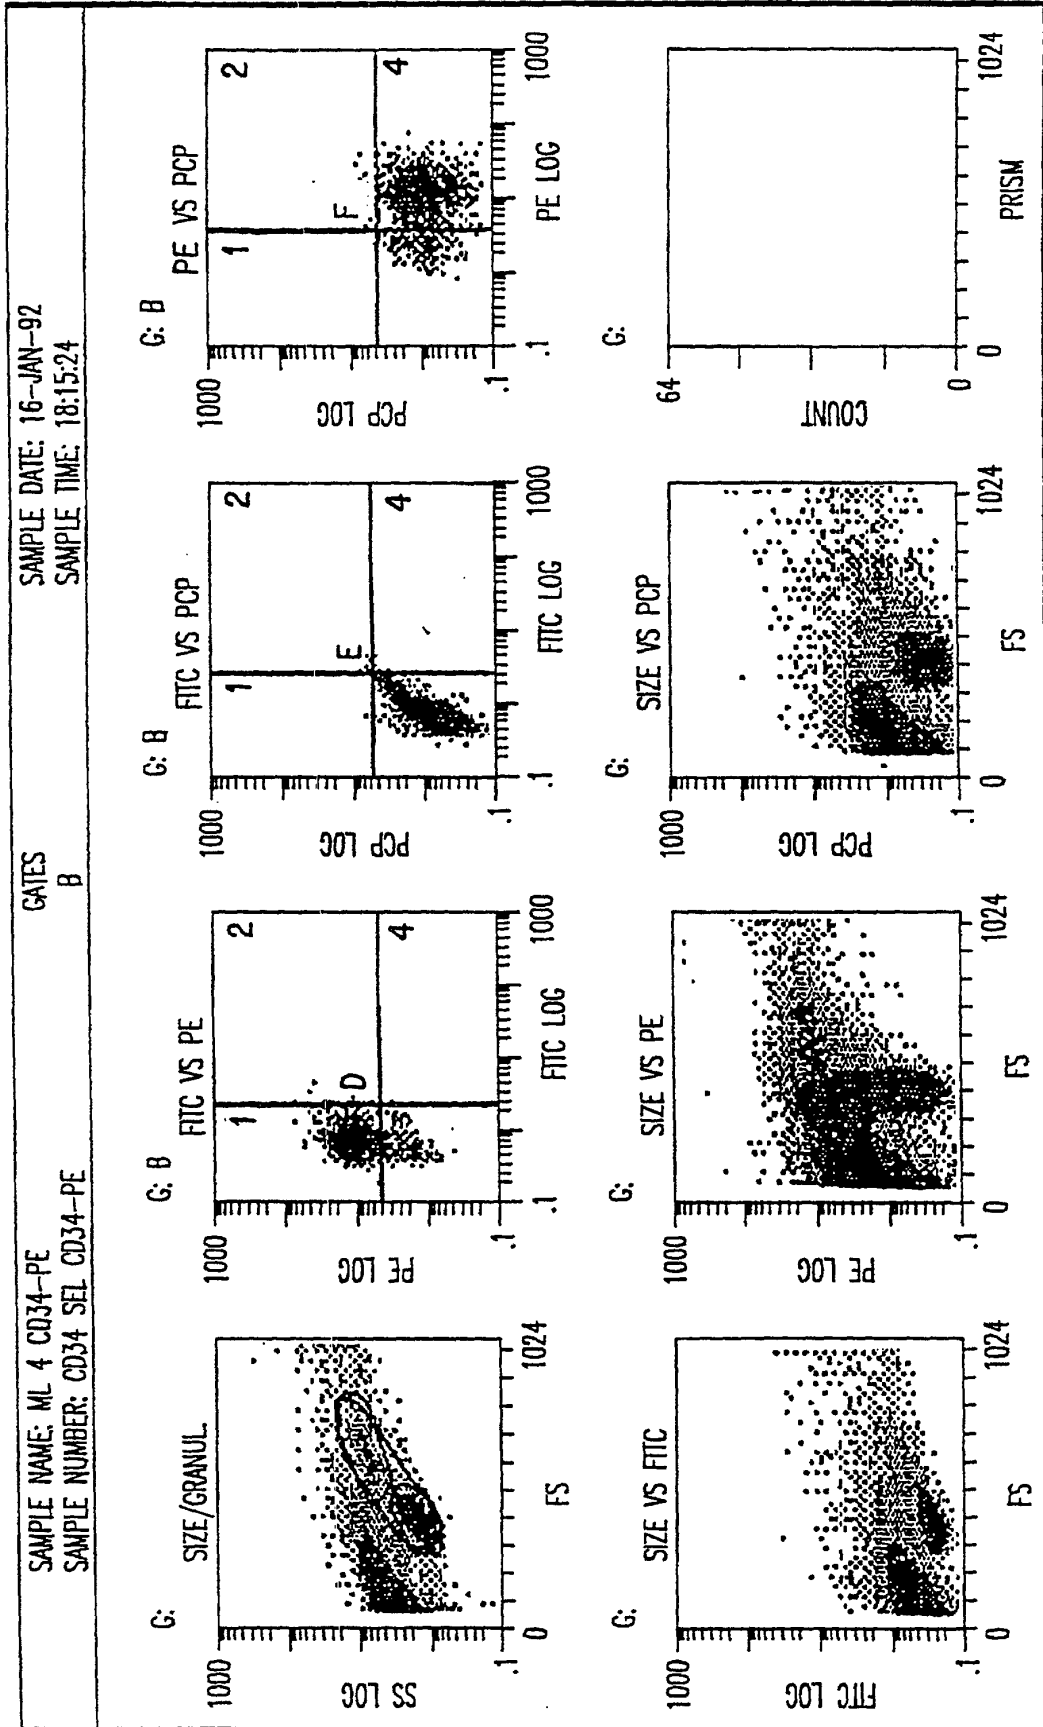 SAMPLE NAME: ML 4 CD34-PE GATES SAMPLE DATE: 16-JAN-92
SAMPLE NUMBER: CD34 SEL CD34-PE B SAMPLE TIME: 18:15:24
G:
SIZE/GRANUL.
1000
SS LOG
.1
0
FS
1024
G: B
FITC VS PE
1000
PE LOG
.1
.1
FITC LOG
1000
1
2
D
4
G: B
FITC VS PCP
1000
PCP LOG
.1
.1
FITC LOG
1000
1
2
E
4
G: B
PE VS PCP
1000
PCP LOG
.1
.1
PE LOG
1000
1
2
F
4
G:
SIZE VS FITC
1000
FITC LOG
.1
0
FS
1024
G:
SIZE VS PE
1000
PE LOG
.1
0
FS
1024
G:
SIZE VS PCP
1000
PCP LOG
.1
0
FS
1024
G:
64
COUNT
0
0
PRISM
1024